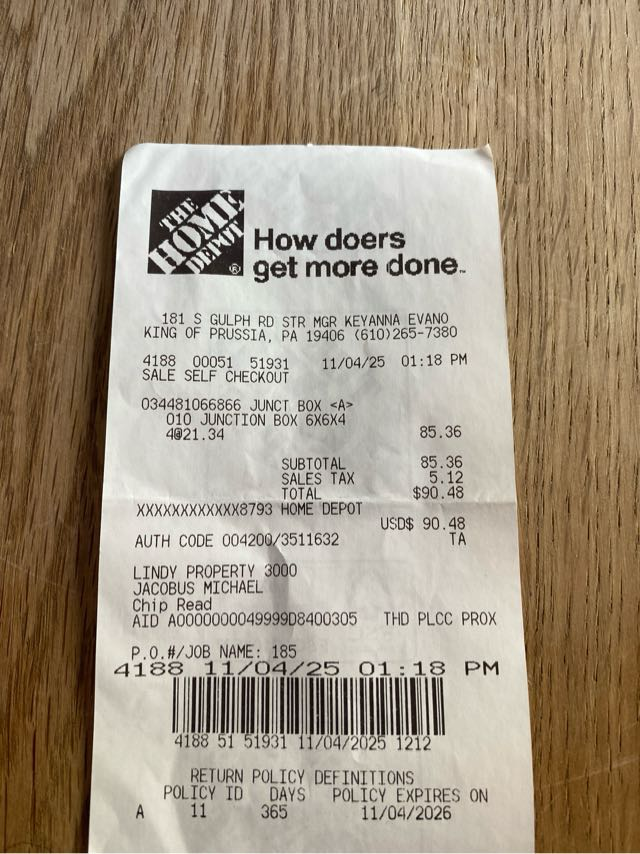 THE
HOME
DEPOT
®
How doers
get more done.™
181 S GULPH RD STR MGR KEYANNA EVANO
KING OF PRUSSIA, PA 19406 (610)265-7380
4188 00051 51931 11/04/25 01:18 PM
SALE SELF CHECKOUT
034481066866 JUNCT BOX <A>
010 JUNCTION BOX 6X6X4
4@21.34 85.36
SUBTOTAL 85.36
SALES TAX 5.12
TOTAL $90.48
XXXXXXXXXXXX8793 HOME DEPOT
USD$ 90.48
AUTH CODE 004200/3511632 TA
LINDY PROPERTY 3000
JACOBUS MICHAEL
Chip Read
AID A0000000049999D8400305 THD PLCC PROX
P.O.#/JOB NAME: 185
4188 11/04/25 01:18 PM
4188 51 51931 11/04/2025 1212
RETURN POLICY DEFINITIONS
POLICY ID DAYS POLICY EXPIRES ON
A 11 365 11/04/2026